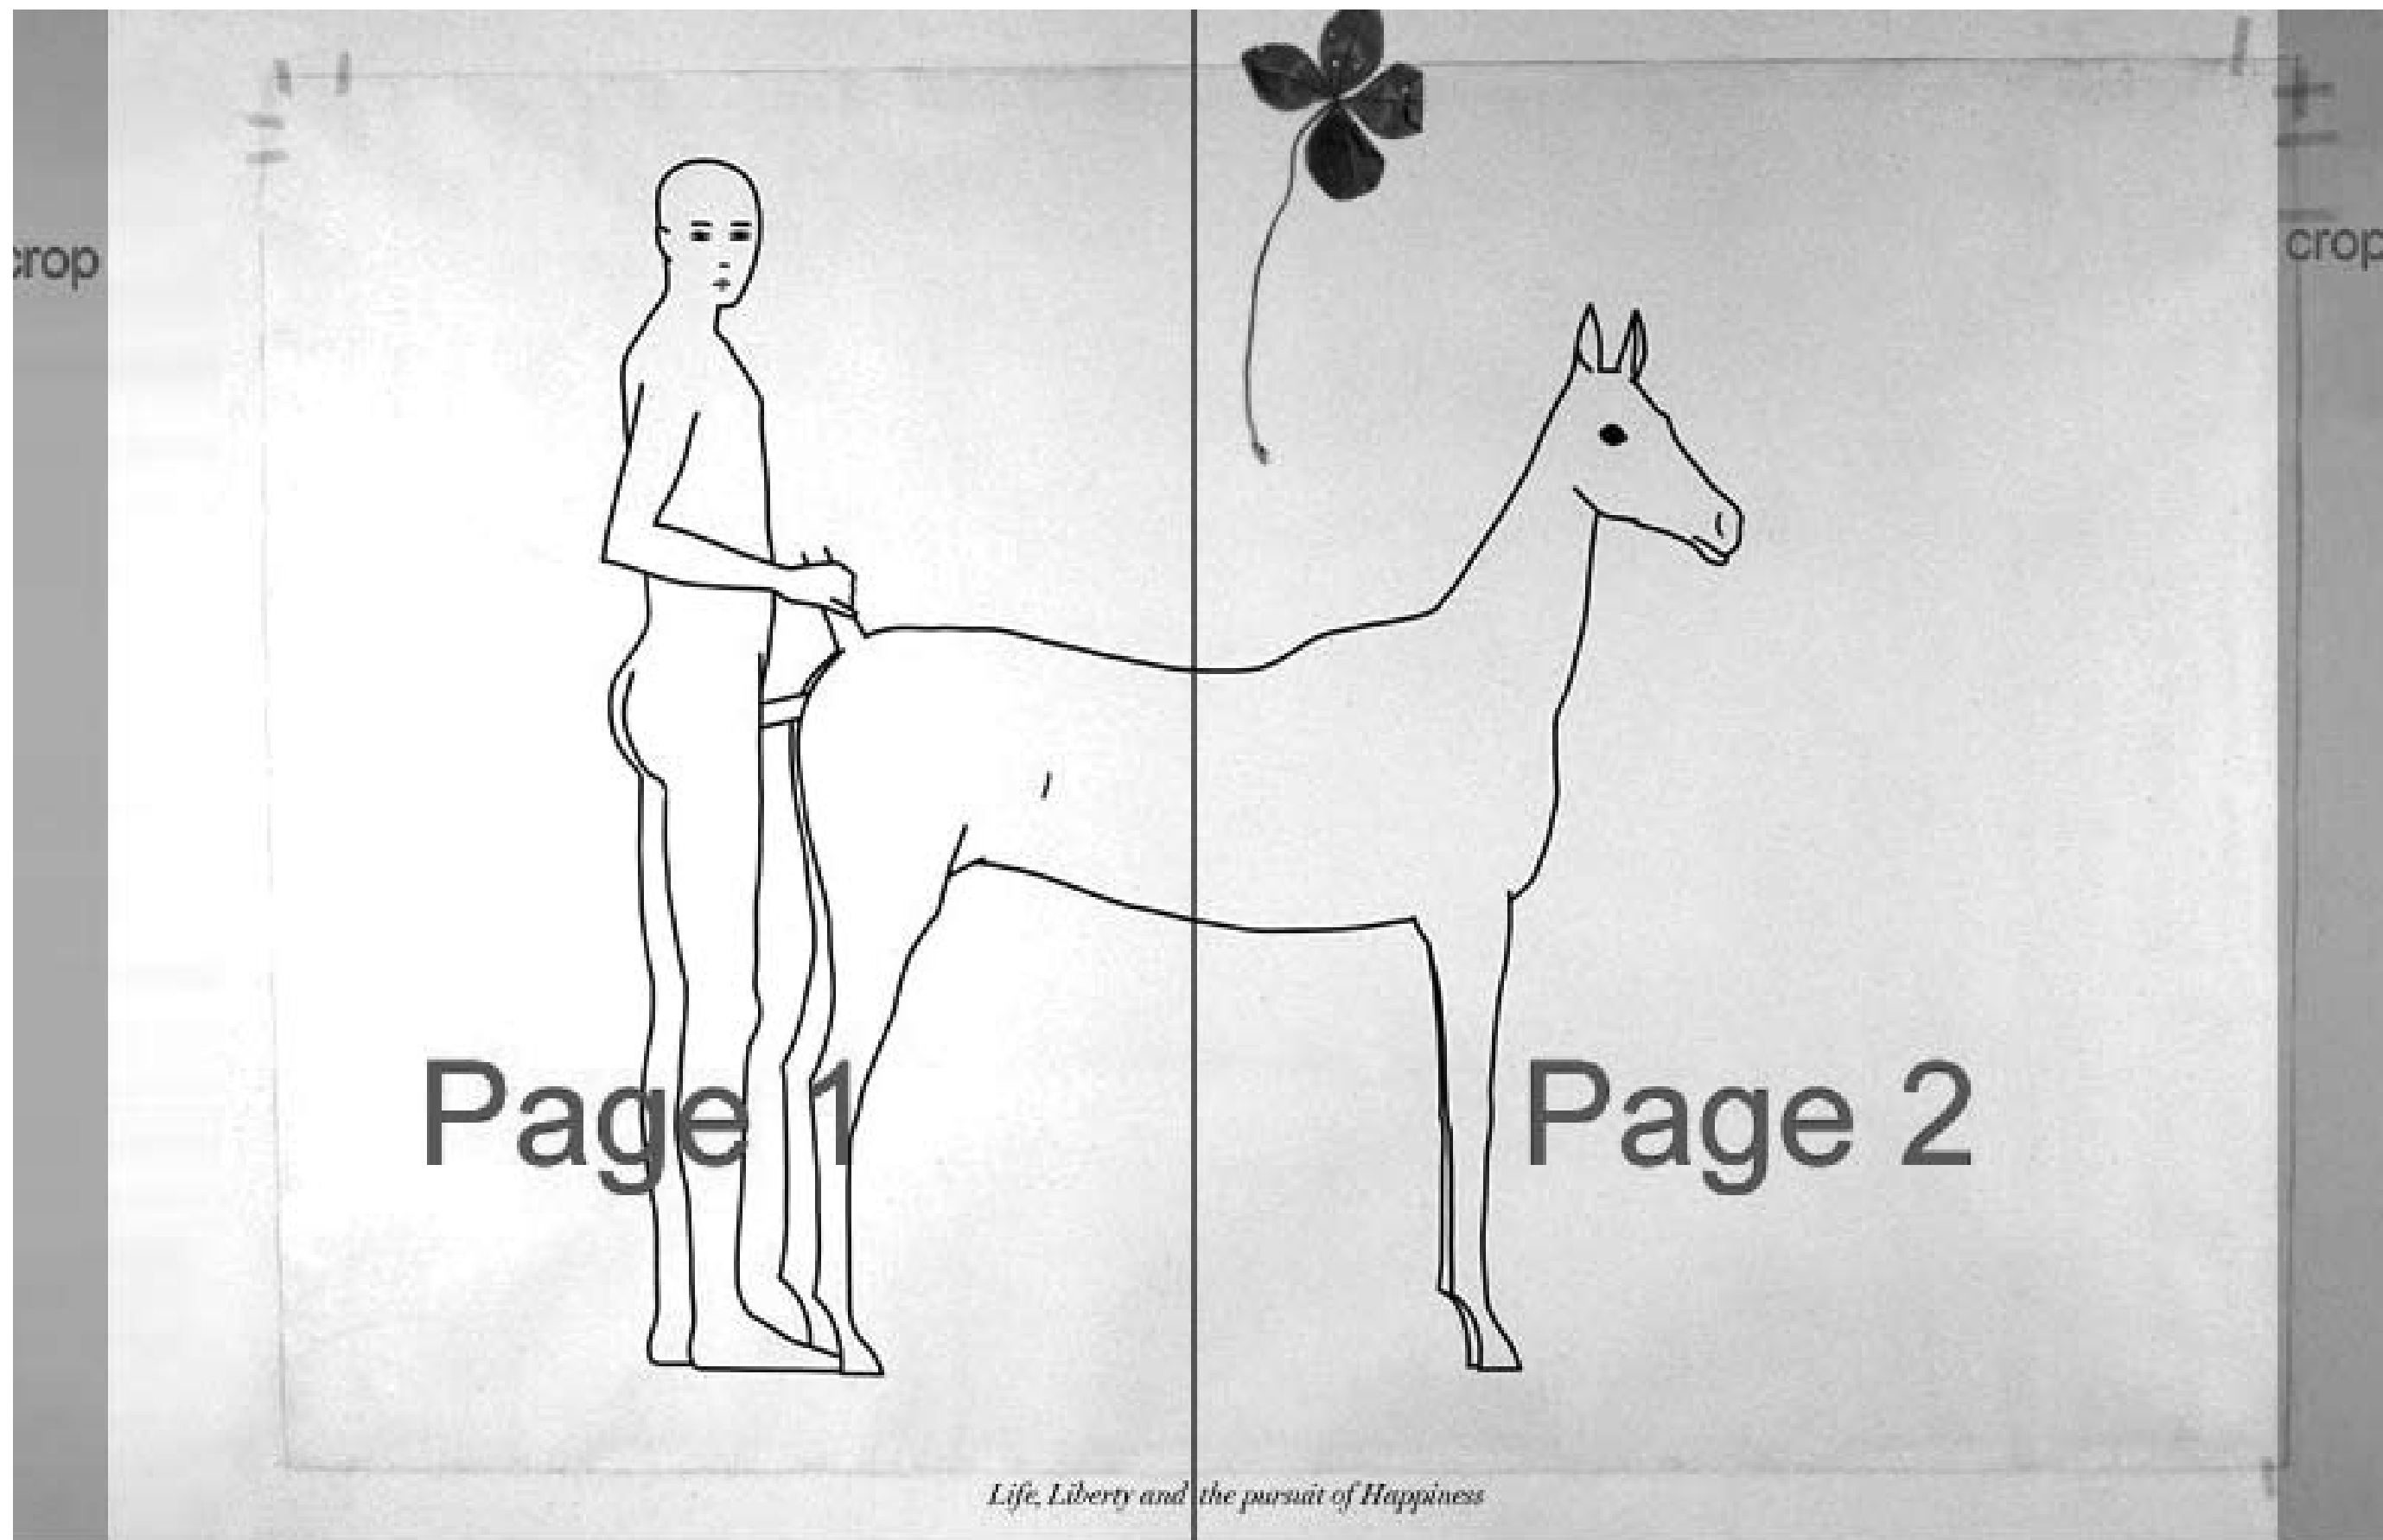 crop
crop
Page 1
Page 2
Life, Liberty and the pursuit of Happiness